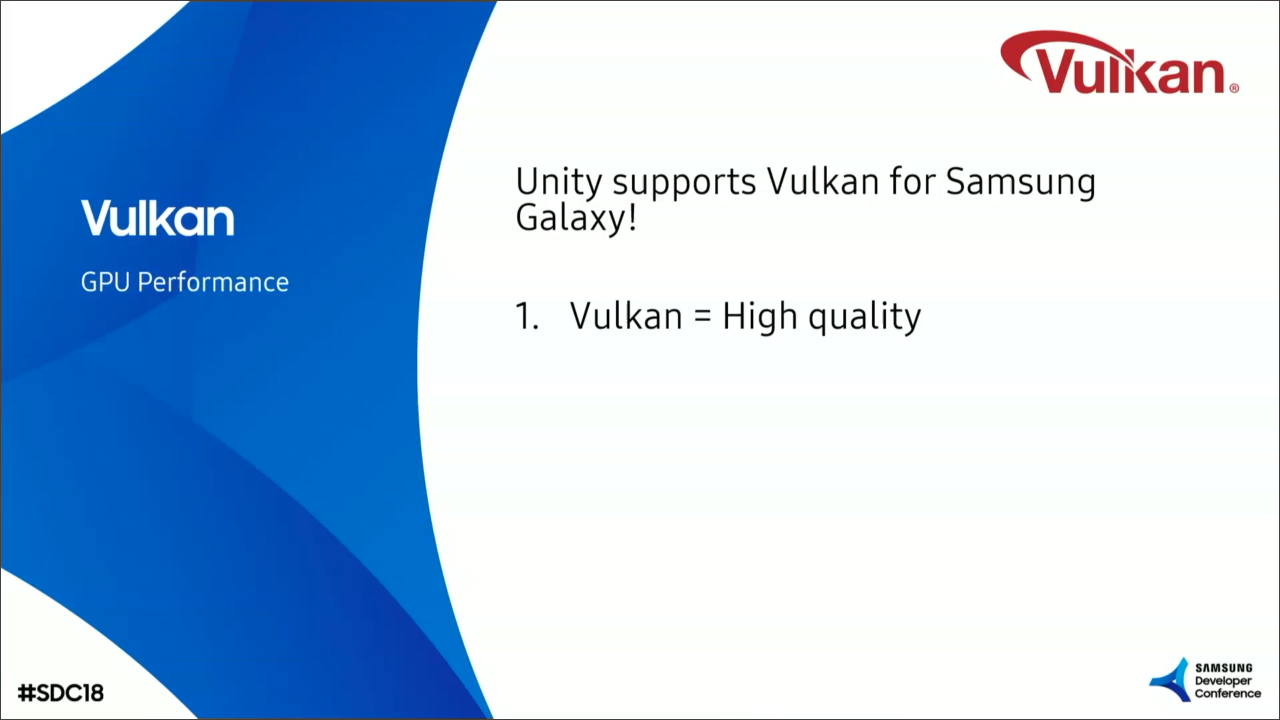 Vulkan®
Vulkan
GPU Performance
Unity supports Vulkan for Samsung
Galaxy!
1. Vulkan = High quality
#SDC18
SAMSUNG
Developer
Conference